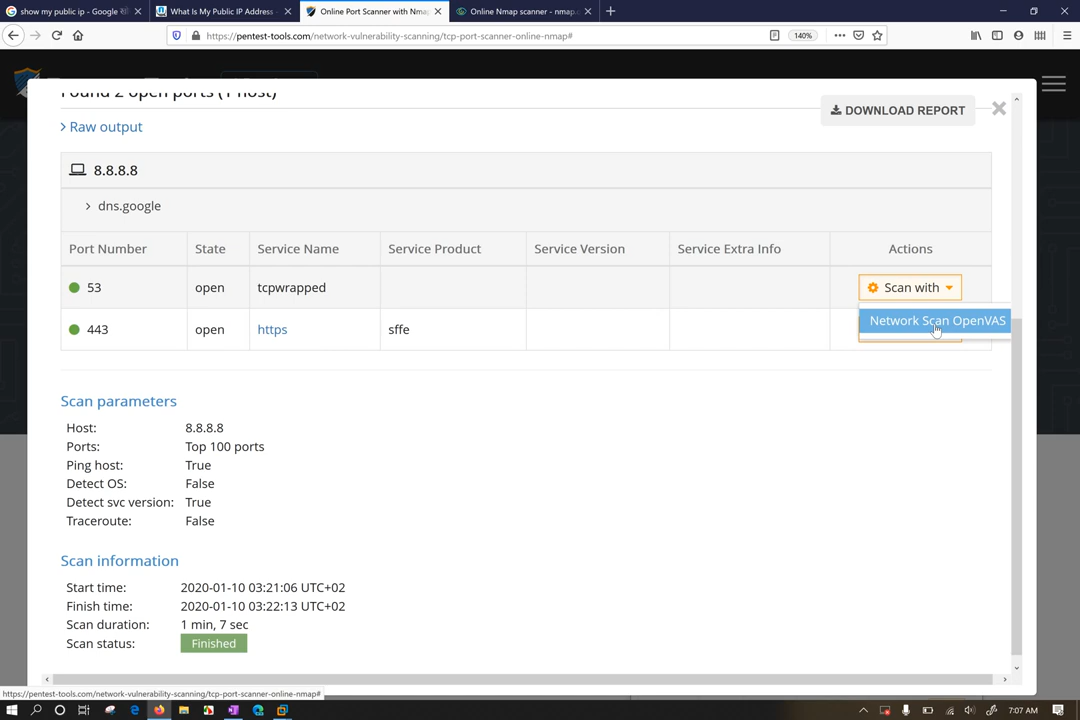 show my public ip - Google
What Is My Public IP Address -
Online Port Scanner with Nmap
Online Nmap scanner - nmap.
https://pentest-tools.com/network-vulnerability-scanning/tcp-port-scanner-online-nmap#
140%
Found 2 open ports (1 host)
DOWNLOAD REPORT
Raw output
8.8.8.8
dns.google
Port Number State Service Name Service Product Service Version Service Extra Info Actions
53 open tcpwrapped Scan with
Network Scan OpenVAS
443 open https sffe
Scan parameters
Host: 8.8.8.8
Ports: Top 100 ports
Ping host: True
Detect OS: False
Detect svc version: True
Traceroute: False
Scan information
Start time: 2020-01-10 03:21:06 UTC+02
Finish time: 2020-01-10 03:22:13 UTC+02
Scan duration: 1 min, 7 sec
Scan status: Finished
https://pentest-tools.com/network-vulnerability-scanning/tcp-port-scanner-online-nmap#
7:07 AM